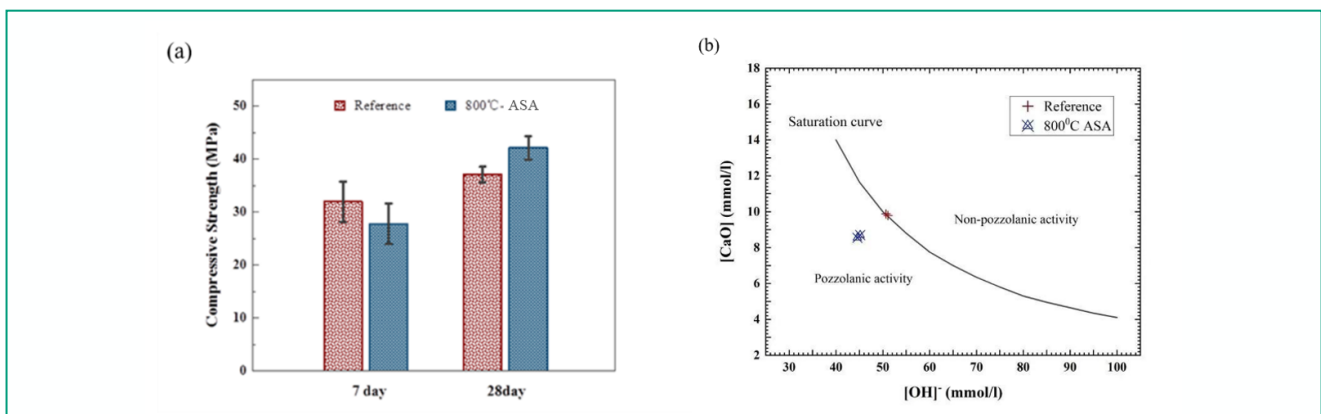 (a)
Reference
800℃- ASA
Compressive Strength (MPa)
50
40
30
20
10
0
7 day
28day
(b)
18
16
14
12
10
8
6
4
2
[CaO] (mmol/l)
Saturation curve
Reference
800⁰C ASA
Non-pozzolanic activity
Pozzolanic activity
30 40 50 60 70 80 90 100
[OH]⁻ (mmol/l)